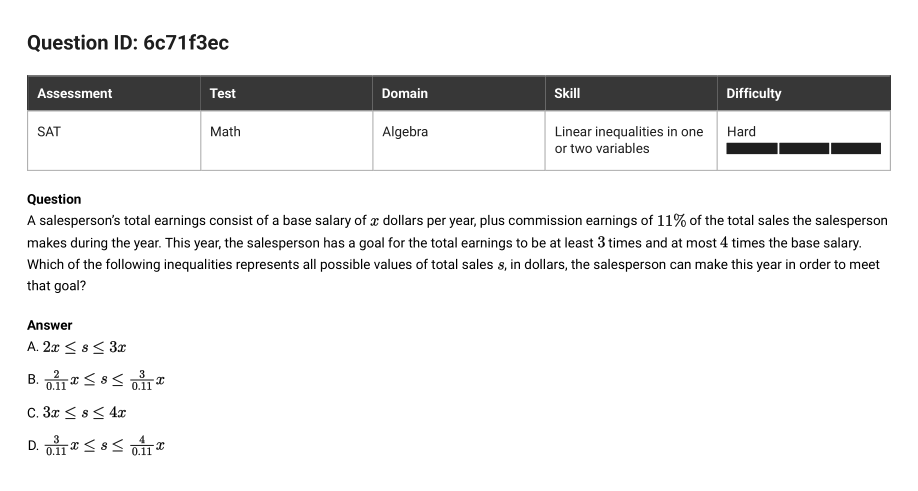 Question ID: 6c71f3ec
Assessment Test Domain Skill Difficulty
SAT Math Algebra Linear inequalities in one or two variables Hard
Question
A salesperson's total earnings consist of a base salary of x dollars per year, plus commission earnings of 11% of the total sales the salesperson
makes during the year. This year, the salesperson has a goal for the total earnings to be at least 3 times and at most 4 times the base salary.
Which of the following inequalities represents all possible values of total sales s, in dollars, the salesperson can make this year in order to meet
that goal?
Answer
A. 2x ≤ s ≤ 3x
B. 2/0.11 x ≤ s ≤ 3/0.11 x
C. 3x ≤ s ≤ 4x
D. 3/0.11 x ≤ s ≤ 4/0.11 x